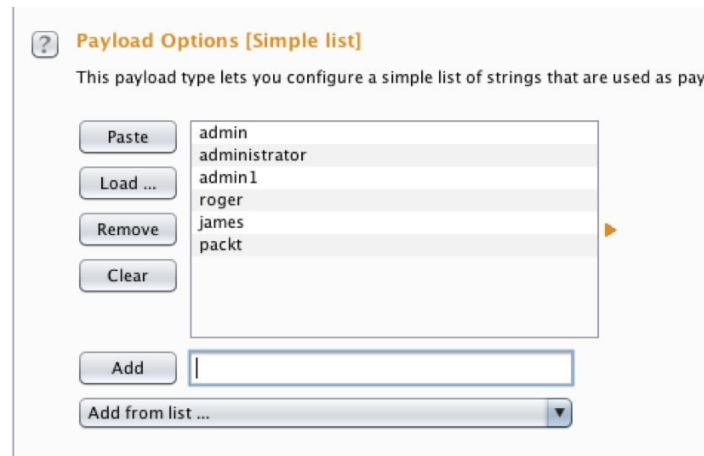 ?
Payload Options [Simple list]
This payload type lets you configure a simple list of strings that are used as pay
Paste
Load ...
Remove
Clear
admin
administrator
admin1
roger
james
packt
Add
Add from list ...